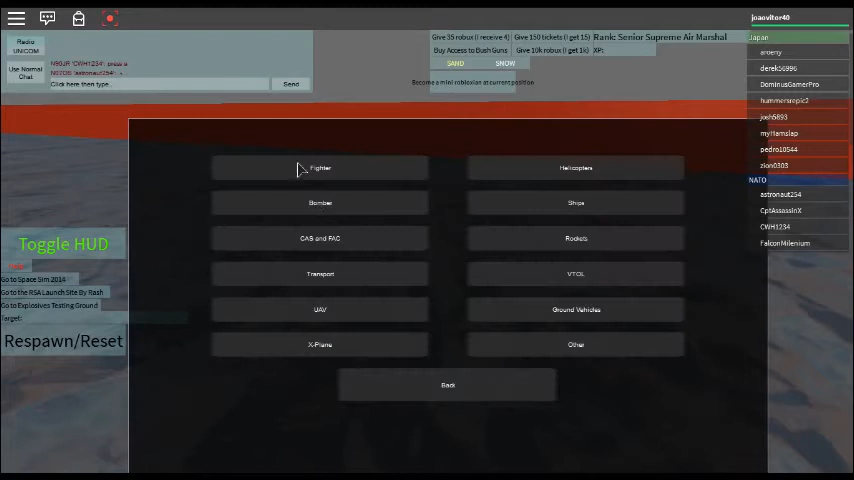 joaovitor40
Radio
UNICOM
Use Normal
Chat
Click here then type...
Send
Give 35 robux (I receive 4)
Give 150 tickets (I get 15)
Rank: Senior Supreme Air Marshal
Buy Access to Bush Guns
Give 10k robux (I get 1k)
XP:
SAND
SNOW
Become a mini robloxian at current position
Japan
aroeny
derek56996
DominusGamerPro
hummersrepic2
josh5893
myHamslap
pedro10544
zion0303
NATO
astronaut254
CptAssassinX
CWH1234
FalconMilenium
Fighter
Helicopters
Bomber
Ships
CAS and FAC
Rockets
Transport
VTOL
UAV
Ground Vehicles
X-Plane
Other
Back
Toggle HUD
Go to Space Sim 2014
Go to the RSA Launch Site By Rash
Go to Explosives Testing Ground
Target:
Respawn/Reset